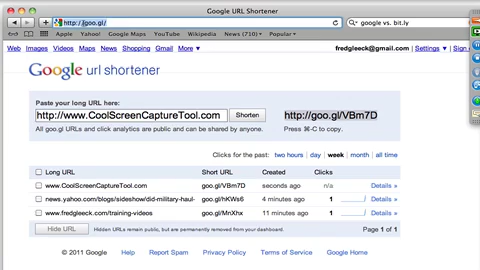 Google URL Shortener
http://goo.gl/
google vs. bit.ly
Apple Yahoo! Google Maps YouTube Wikipedia News (710) Popular
Web Images Videos Maps News Shopping Gmail More
fredgleeck@gmail.com | Settings | Sign
Google url shortener
Paste your long URL here:
http://www.CoolScreenCaptureTool.com Shorten http://goo.gl/VBm7D
All goo.gl URLs and click analytics are public and can be shared by anyone. Press ⌘-C to copy.
Clicks for the past: two hours | day | week | month | all time
Long URL Short URL Created Clicks
www.CoolScreenCaptureTool.com goo.gl/VBm7D seconds ago n/a Details »
news.yahoo.com/blogs/sideshow/did-military-haul- goo.gl/hKWs6 4 minutes ago 1 Details »
www.fredgleeck.com/training-videos goo.gl/MnXhx 11 minutes ago 1 Details »
Hide URL Hidden URLs remain public, but are permanently removed from your dashboard. Page 1 of 1
© 2011 Google Help Report Spam Privacy Policy Terms of Service Google Home